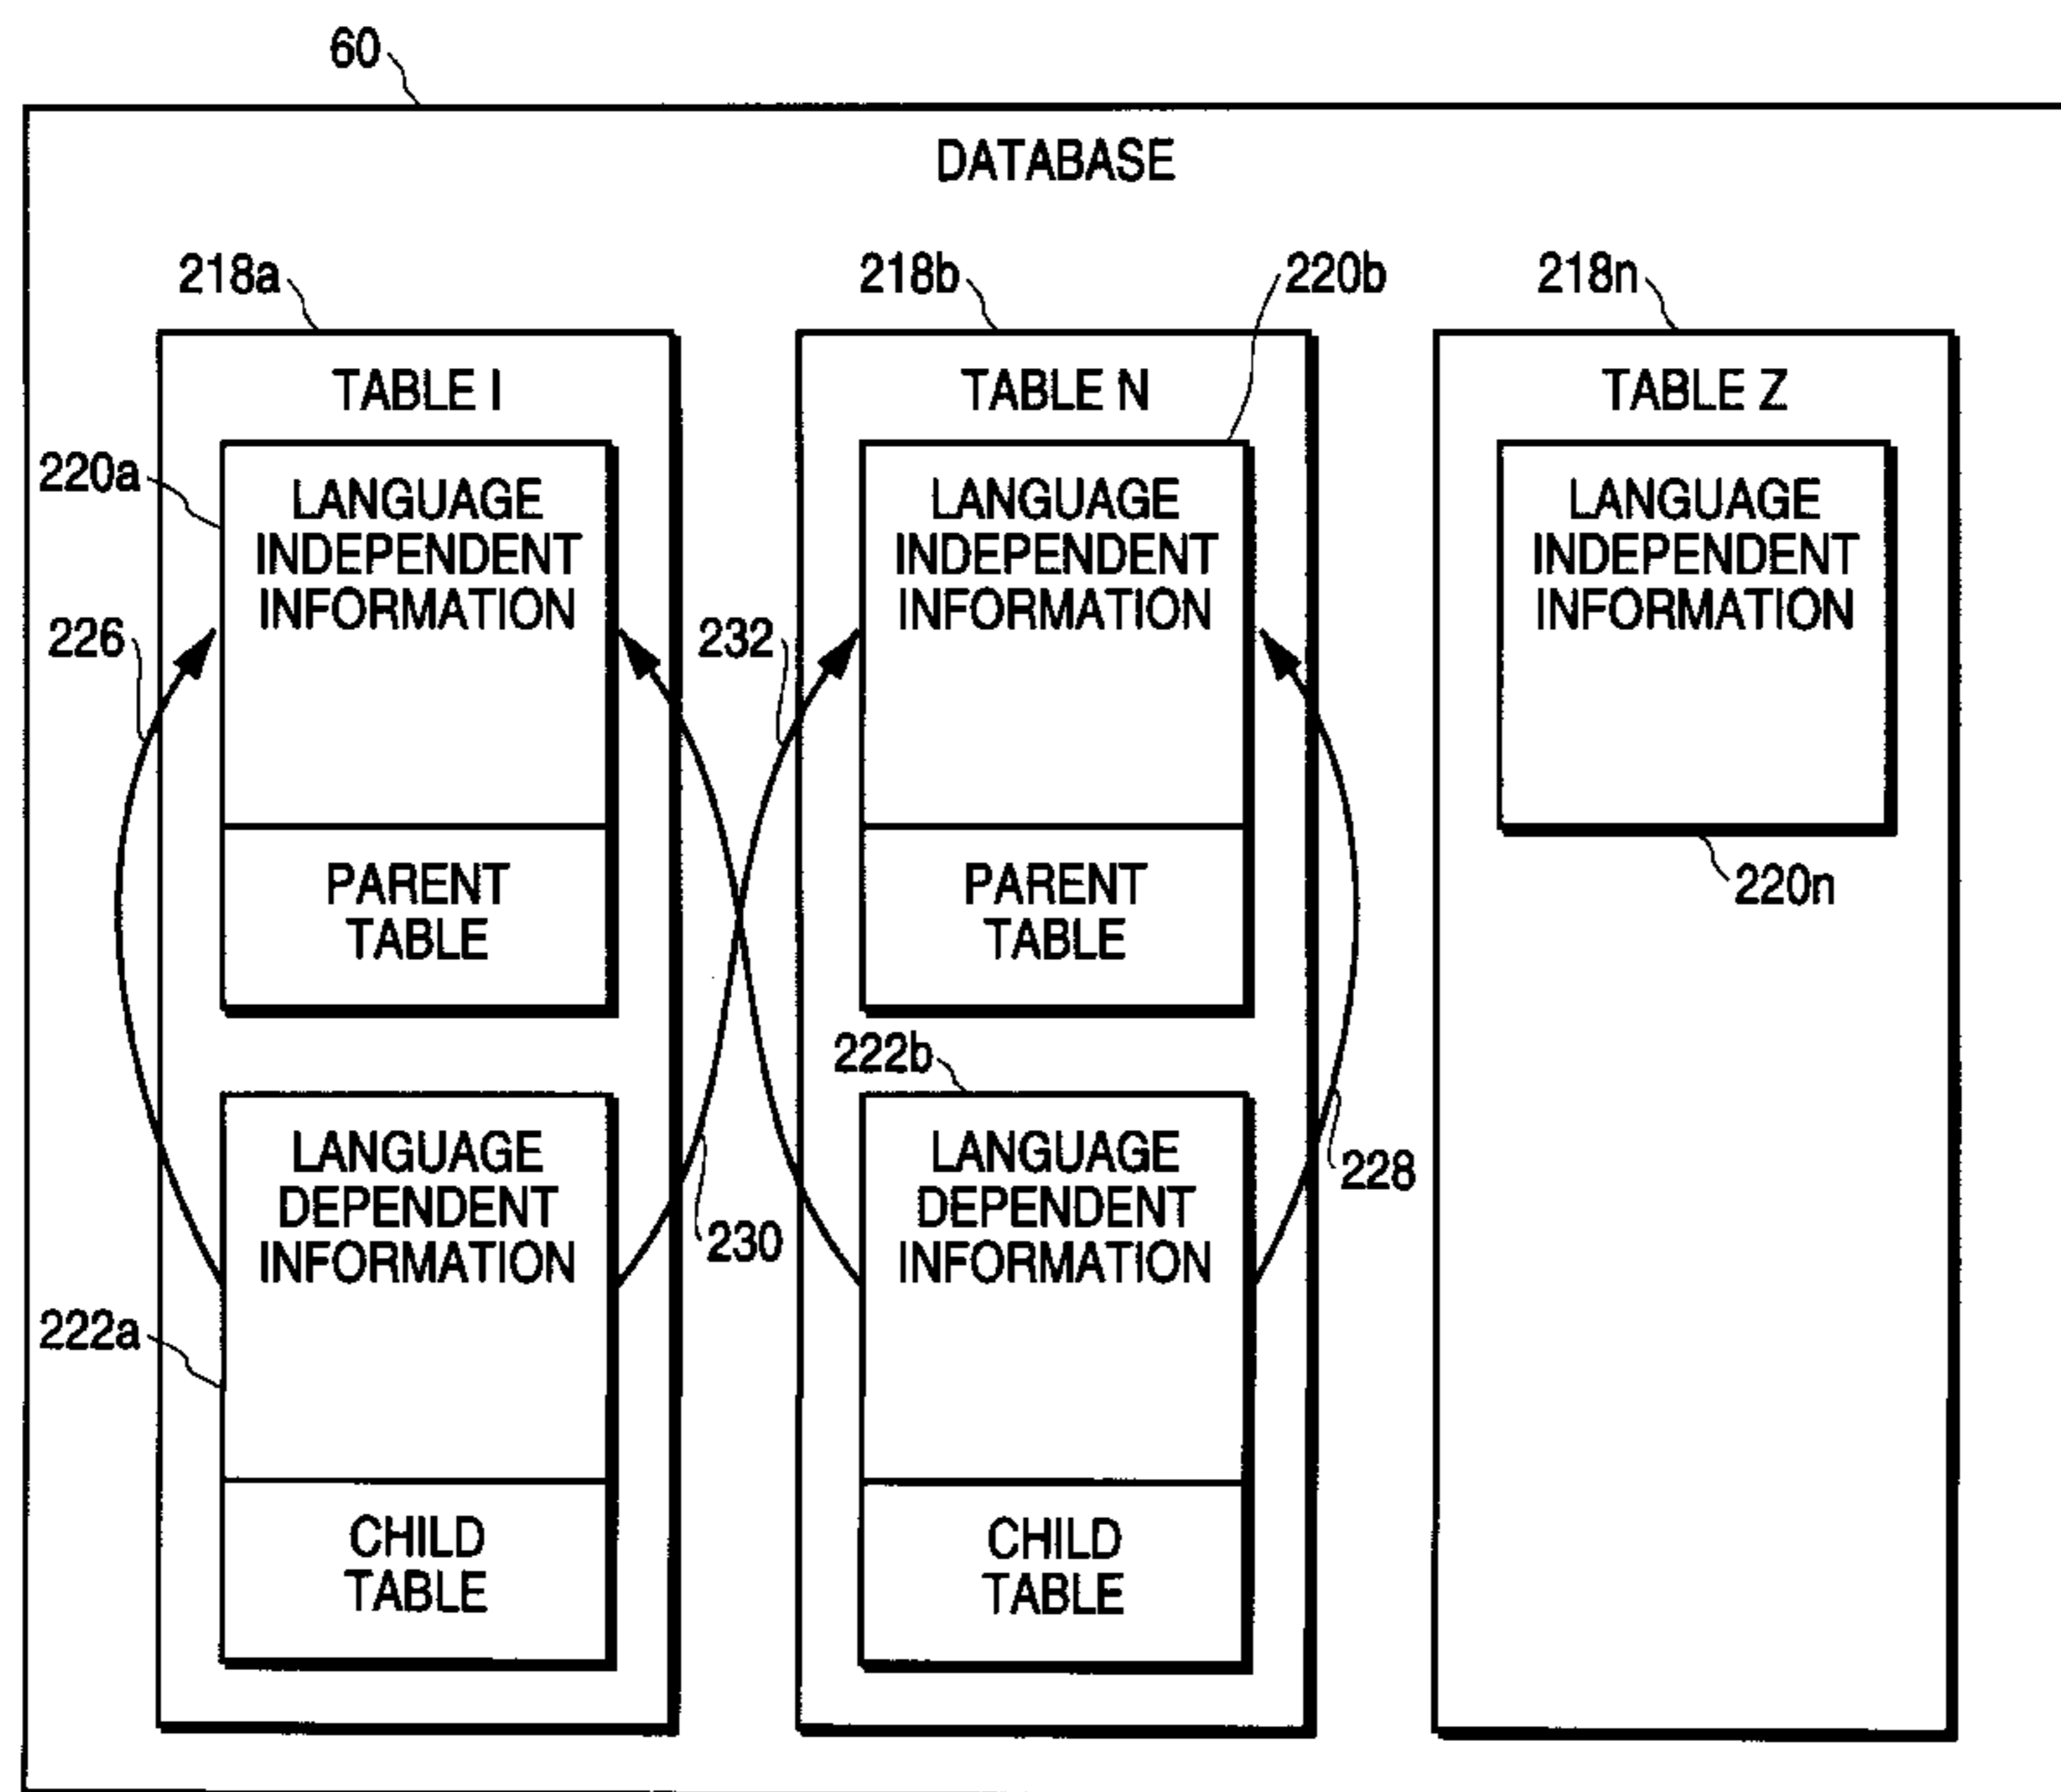 60
DATABASE
218a
218b
220b
218n
TABLE I
TABLE N
TABLE Z
220a
LANGUAGE
INDEPENDENT
INFORMATION
LANGUAGE
INDEPENDENT
INFORMATION
LANGUAGE
INDEPENDENT
INFORMATION
226
232
PARENT
TABLE
PARENT
TABLE
220n
222b
LANGUAGE
DEPENDENT
INFORMATION
LANGUAGE
DEPENDENT
INFORMATION
228
230
222a
CHILD
TABLE
CHILD
TABLE